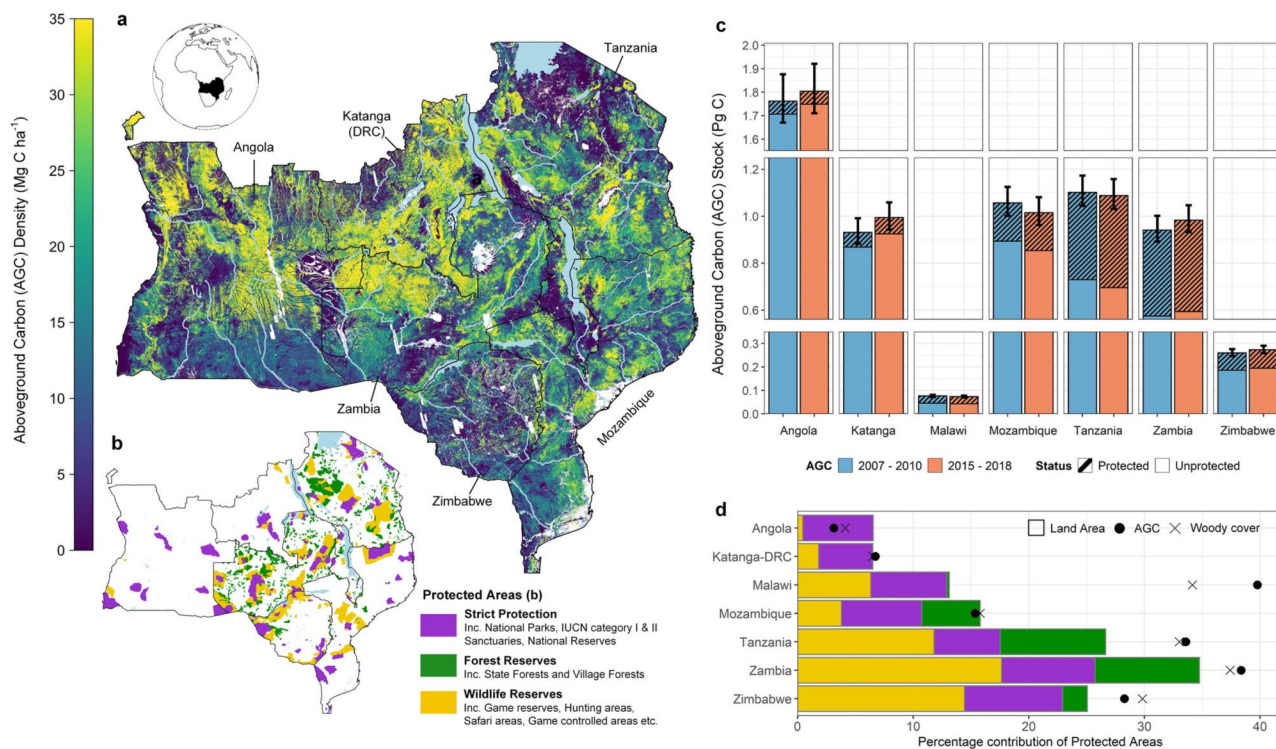 a
Aboveground Carbon (AGC) Density (Mg C ha⁻¹)
35
30
25
20
15
10
5
0
Tanzania
Katanga
(DRC)
Angola
Zambia
Mozambique
Zimbabwe
b
Protected Areas (b)
Strict Protection
Inc. National Parks, IUCN category I & II
Sanctuaries, National Reserves
Forest Reserves
Inc. State Forests and Village Forests
Wildlife Reserves
Inc. Game reserves, Hunting areas,
Safari areas, Game controlled areas etc.
c
Aboveground Carbon (AGC) Stock (Pg C)
2.0
1.9
1.8
1.7
1.6
1.2
1.0
0.8
0.6
0.3
0.2
0.1
0.0
Angola Katanga Malawi Mozambique Tanzania Zambia Zimbabwe
AGC 2007 - 2010 2015 - 2018 Status Protected Unprotected
d
Land Area AGC Woody cover
Angola
Katanga-DRC
Malawi
Mozambique
Tanzania
Zambia
Zimbabwe
0 10 20 30 40
Percentage contribution of Protected Areas